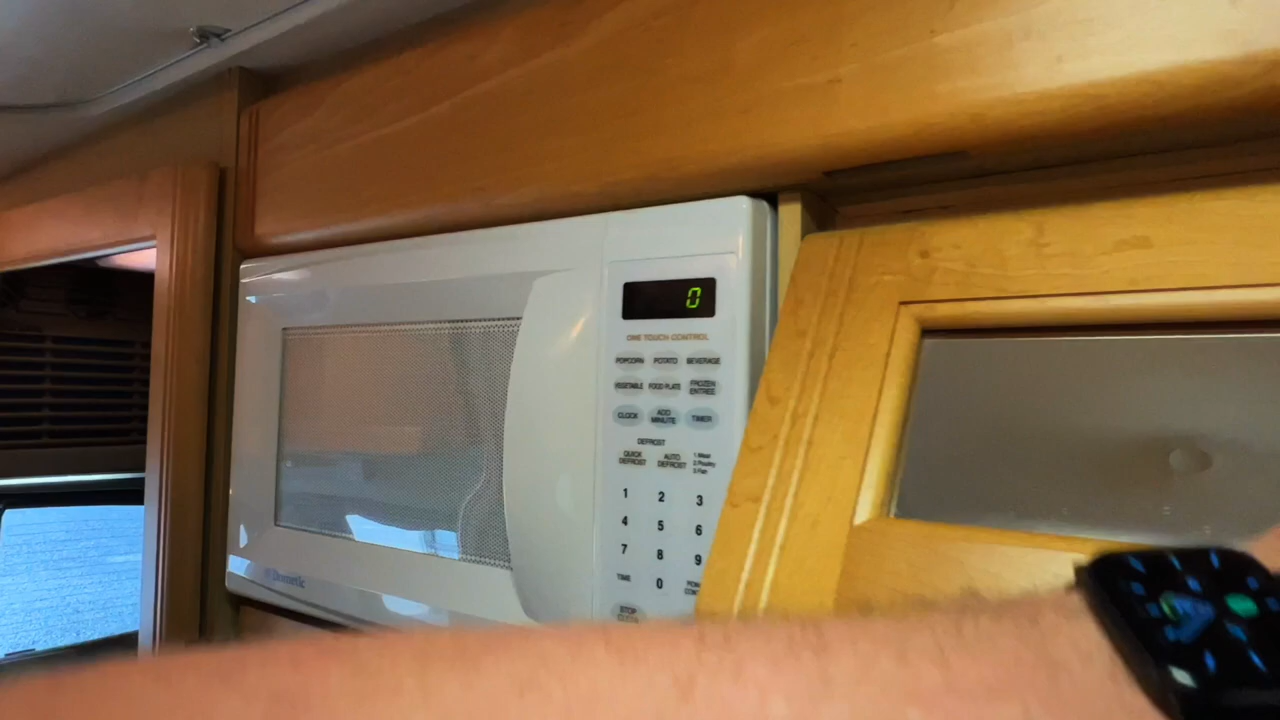 0
ONE TOUCH CONTROL
POPCORN POTATO BEVERAGE
VEGETABLE FOOD PLATE FROZEN ENTREE
CLOCK ADD MINUTE TIMER
DEFROST
QUICK DEFROST AUTO DEFROST 1.Meat 2.Poultry 3.Fish
1 2 3
4 5 6
7 8 9
TIME 0
STOP
Dometic